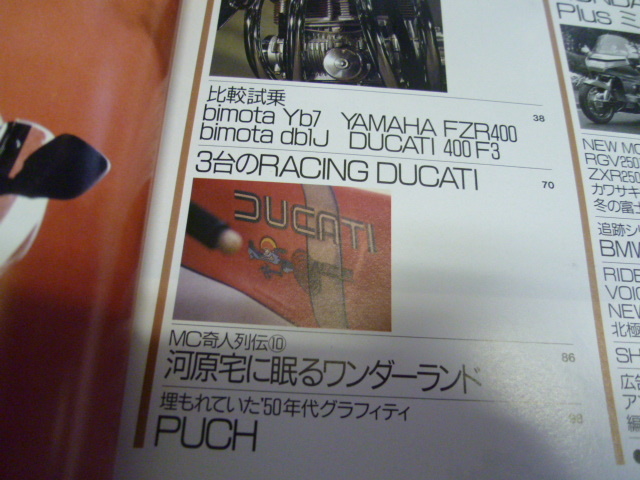 比較試乗
bimota Yb7 YAMAHA FZR400 38
bimota db1J DUCATI 400 F3
3台のRACING DUCATI 70
DUCATI
MC奇人列伝⑩
河原宅に眠るワンダーランド 86
埋もれていた'50年代グラフィティ 93
PUCH
Plus ミ
NEW MO
RGV250
ZXR250
カワサキ
冬の富士
追跡シリ
BMW
RIDE
VOIC
NEW
北極
SH
広告
ア
編